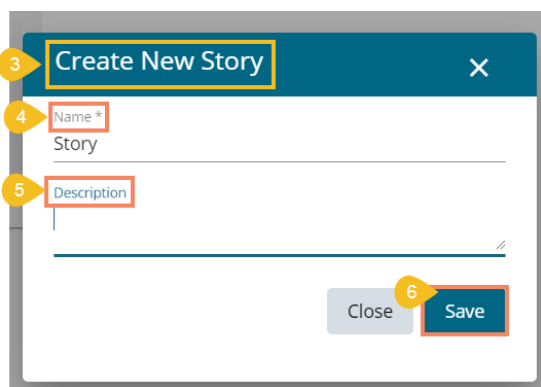 3 Create New Story ×
4 Name *
Story
5 Description
6
Close Save